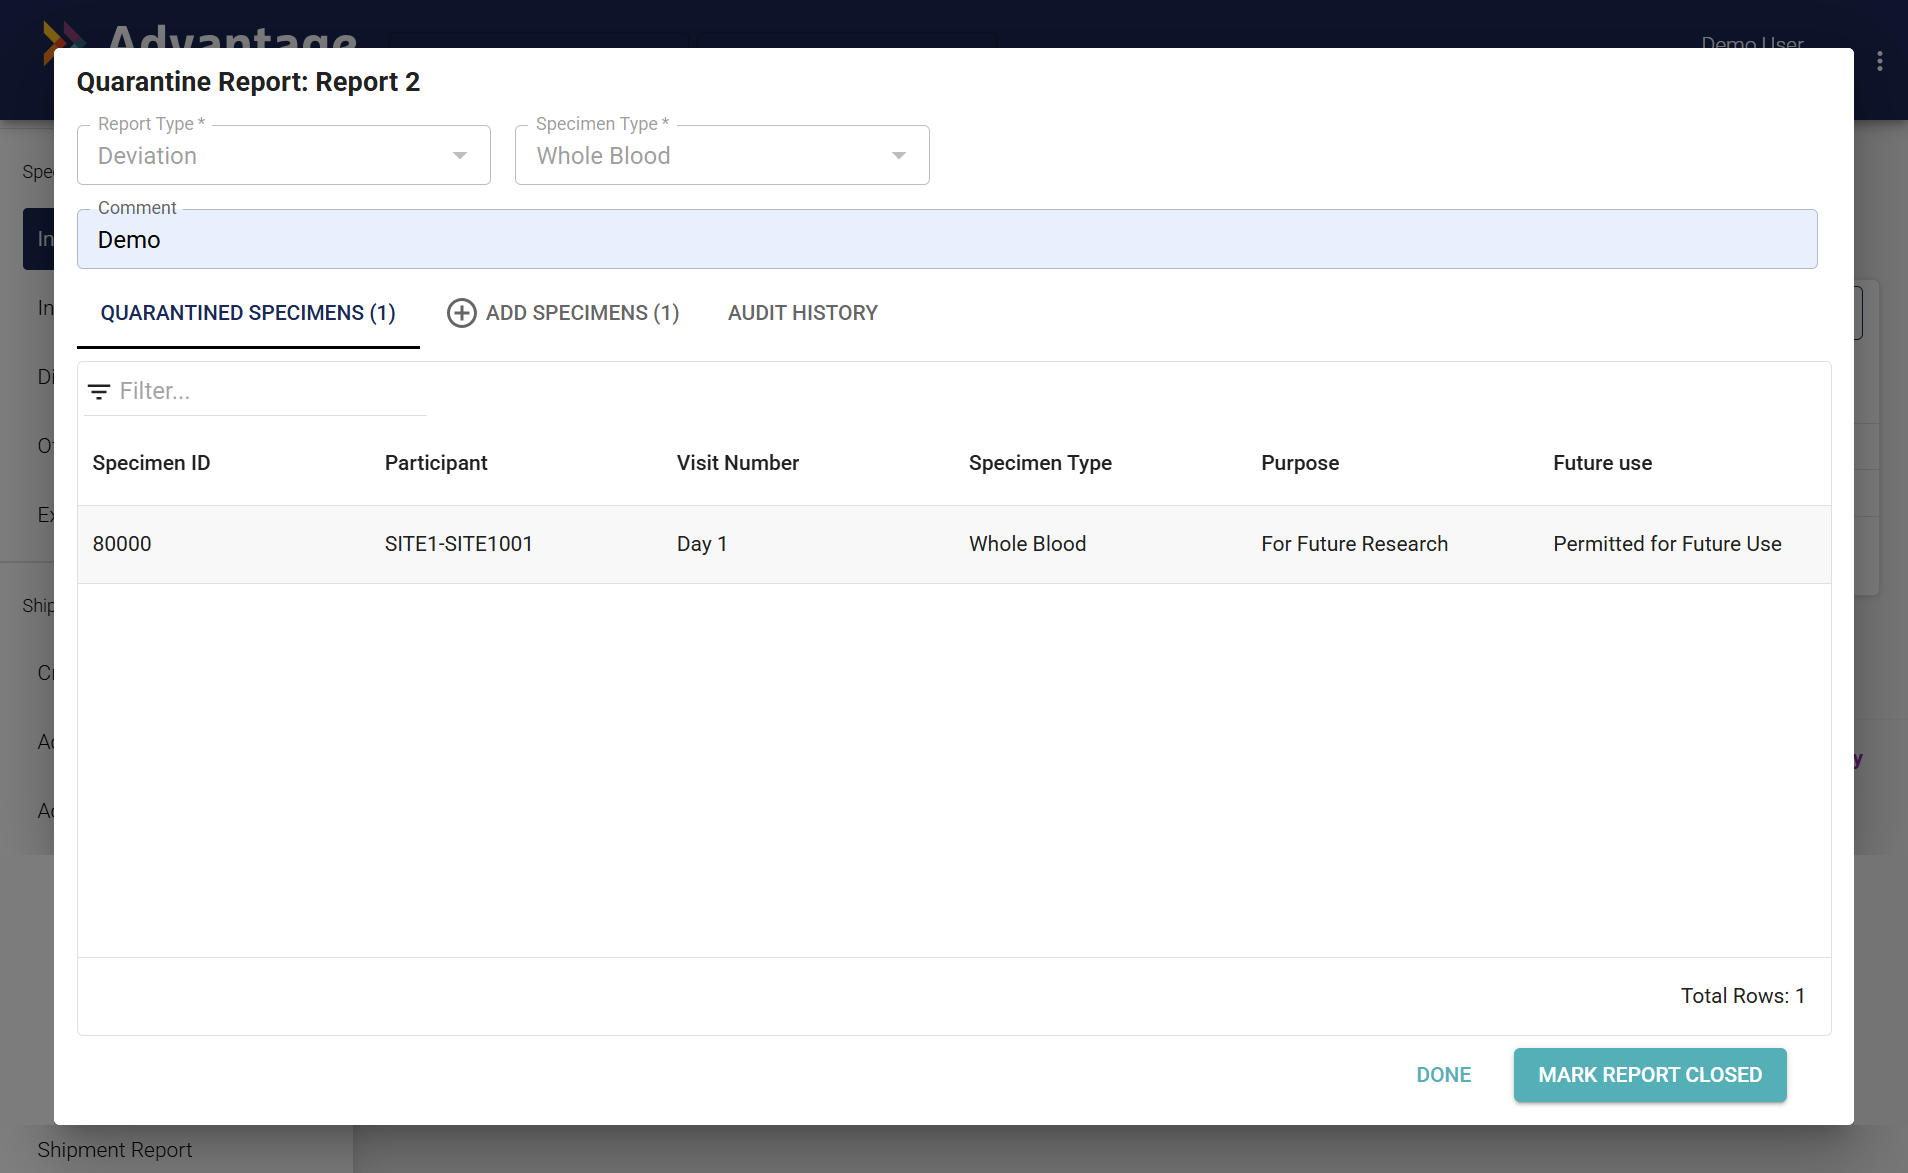 Advantage
Demo User
Quarantine Report: Report 2
Report Type *
Deviation
Specimen Type *
Whole Blood
Comment
Demo
QUARANTINED SPECIMENS (1)
ADD SPECIMENS (1)
AUDIT HISTORY
Filter...
Specimen ID Participant Visit Number Specimen Type Purpose Future use
80000 SITE1-SITE1001 Day 1 Whole Blood For Future Research Permitted for Future Use
Total Rows: 1
DONE
MARK REPORT CLOSED
Shipment Report